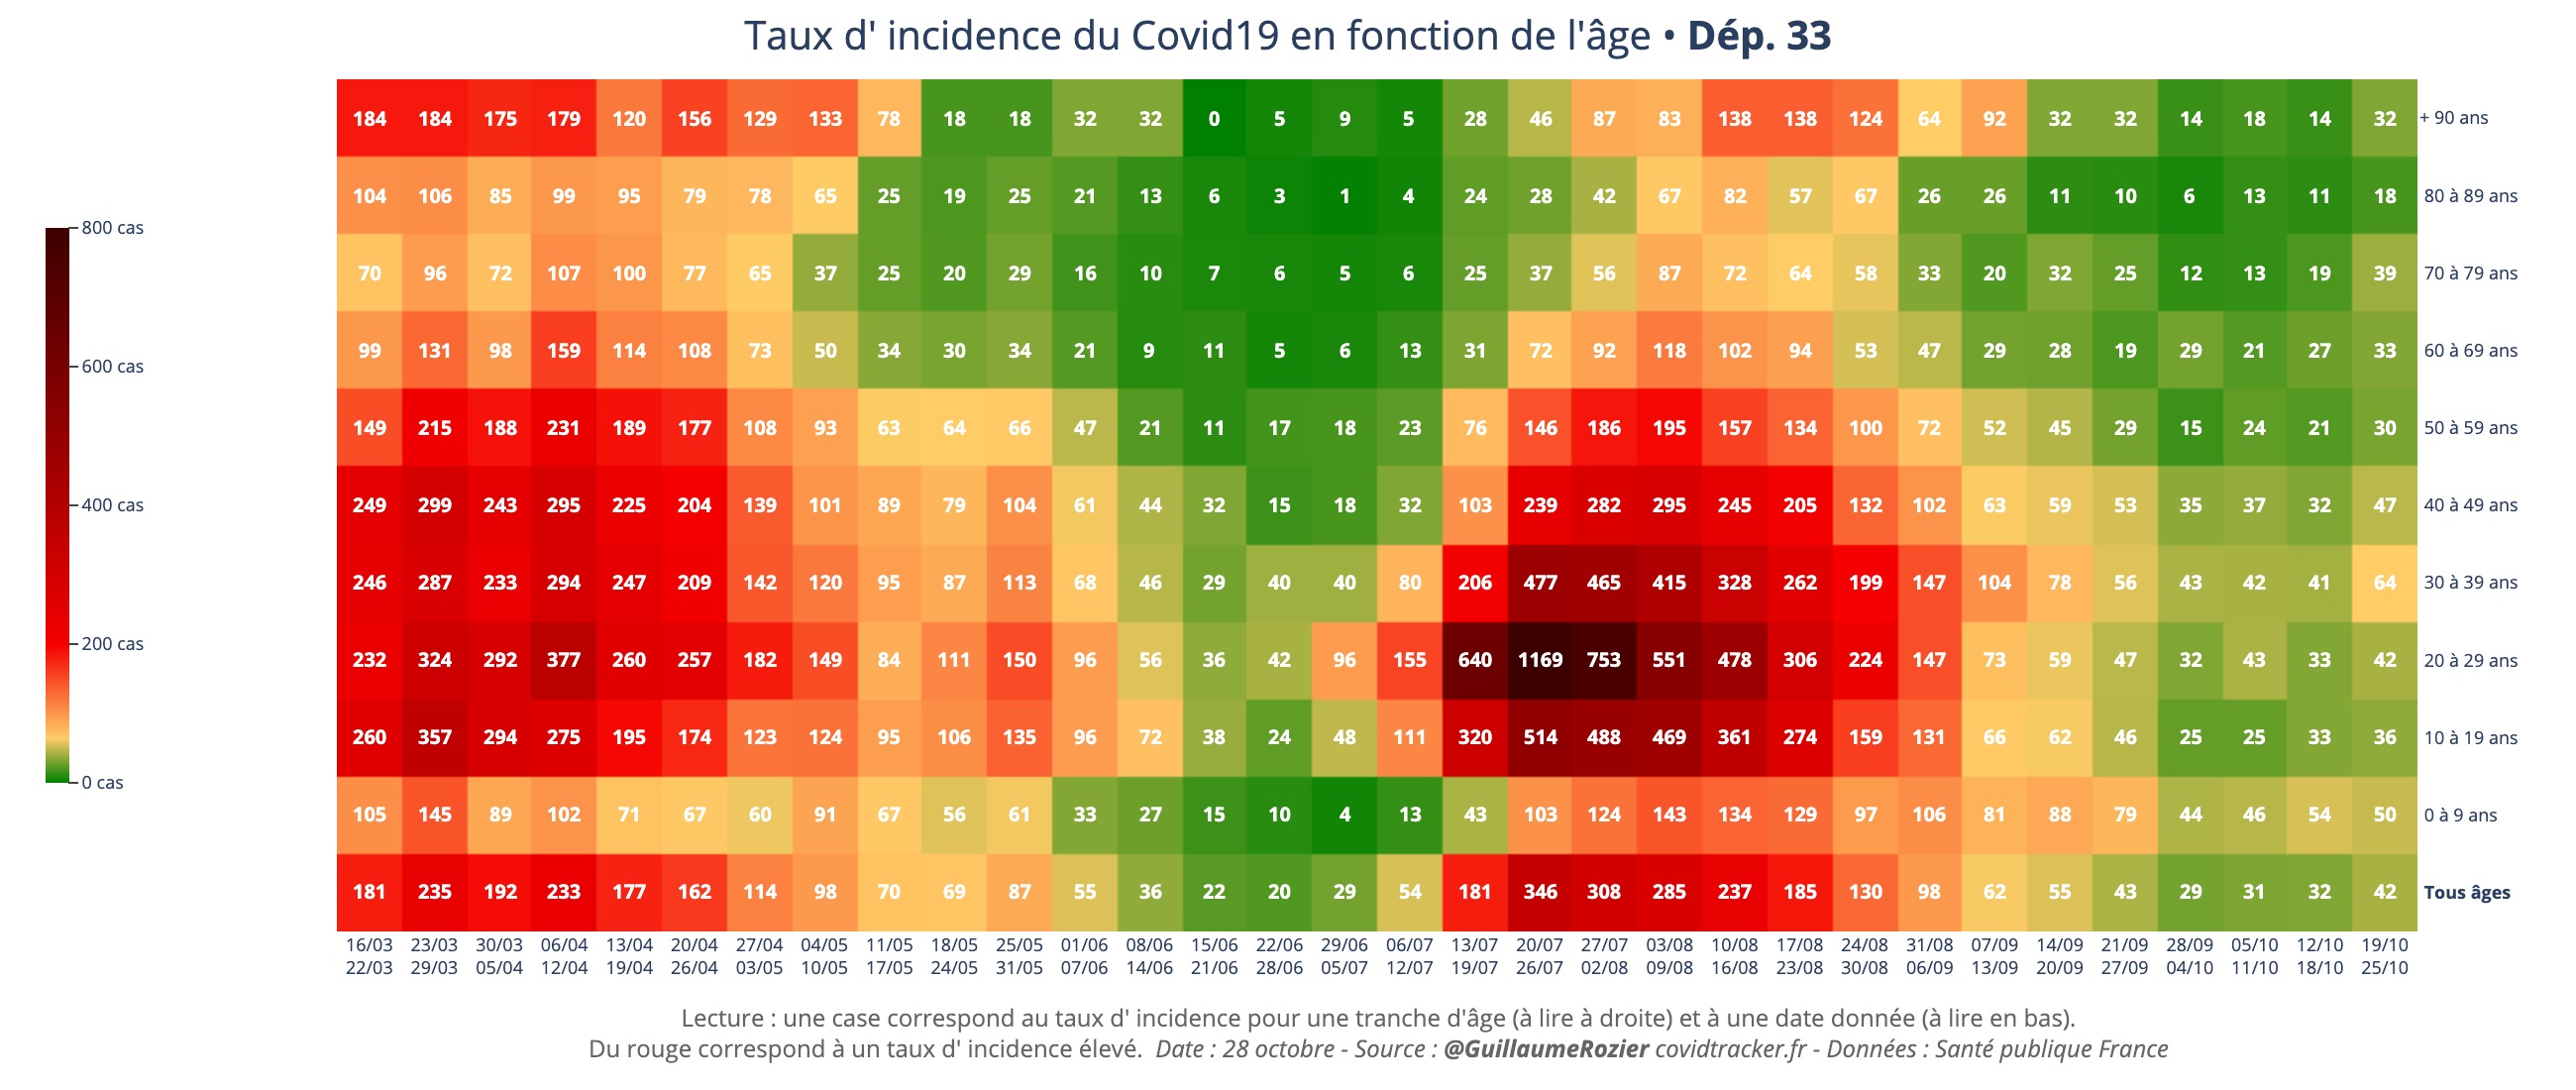 Taux d' incidence du Covid19 en fonction de l'âge • Dép. 33
184 184 175 179 120 156 129 133 78 18 18 32 32 0 5 9 5 28 46 87 83 138 138 124 64 92 32 32 14 18 14 32 + 90 ans
104 106 85 99 95 79 78 65 25 19 25 21 13 6 3 1 4 24 28 42 67 82 57 67 26 26 11 10 6 13 11 18 80 à 89 ans
800 cas
70 96 72 107 100 77 65 37 25 20 29 16 10 7 6 5 6 25 37 56 87 72 64 58 33 20 32 25 12 13 19 39 70 à 79 ans
99 131 98 159 114 108 73 50 34 30 34 21 9 11 5 6 13 31 72 92 118 102 94 53 47 29 28 19 29 21 27 33 60 à 69 ans
600 cas
149 215 188 231 189 177 108 93 63 64 66 47 21 11 17 18 23 76 146 186 195 157 134 100 72 52 45 29 15 24 21 30 50 à 59 ans
400 cas
249 299 243 295 225 204 139 101 89 79 104 61 44 32 15 18 32 103 239 282 295 245 205 132 102 63 59 53 35 37 32 47 40 à 49 ans
246 287 233 294 247 209 142 120 95 87 113 68 46 29 40 40 80 206 477 465 415 328 262 199 147 104 78 56 43 42 41 64 30 à 39 ans
200 cas
232 324 292 377 260 257 182 149 84 111 150 96 56 36 42 96 155 640 1169 753 551 478 306 224 147 73 59 47 32 43 33 42 20 à 29 ans
260 357 294 275 195 174 123 124 95 106 135 96 72 38 24 48 111 320 514 488 469 361 274 159 131 66 62 46 25 25 33 36 10 à 19 ans
0 cas
105 145 89 102 71 67 60 91 67 56 61 33 27 15 10 4 13 43 103 124 143 134 129 97 106 81 88 79 44 46 54 50 0 à 9 ans
181 235 192 233 177 162 114 98 70 69 87 55 36 22 20 29 54 181 346 308 285 237 185 130 98 62 55 43 29 31 32 42 Tous âges
16/03 23/03 30/03 06/04 13/04 20/04 27/04 04/05 11/05 18/05 25/05 01/06 08/06 15/06 22/06 29/06 06/07 13/07 20/07 27/07 03/08 10/08 17/08 24/08 31/08 07/09 14/09 21/09 28/09 05/10 12/10 19/10
22/03 29/03 05/04 12/04 19/04 26/04 03/05 10/05 17/05 24/05 31/05 07/06 14/06 21/06 28/06 05/07 12/07 19/07 26/07 02/08 09/08 16/08 23/08 30/08 06/09 13/09 20/09 27/09 04/10 11/10 18/10 25/10
Lecture : une case correspond au taux d' incidence pour une tranche d'âge (à lire à droite) et à une date donnée (à lire en bas).
Du rouge correspond à un taux d' incidence élevé. Date : 28 octobre - Source : @GuillaumeRozier covidtracker.fr - Données : Santé publique France